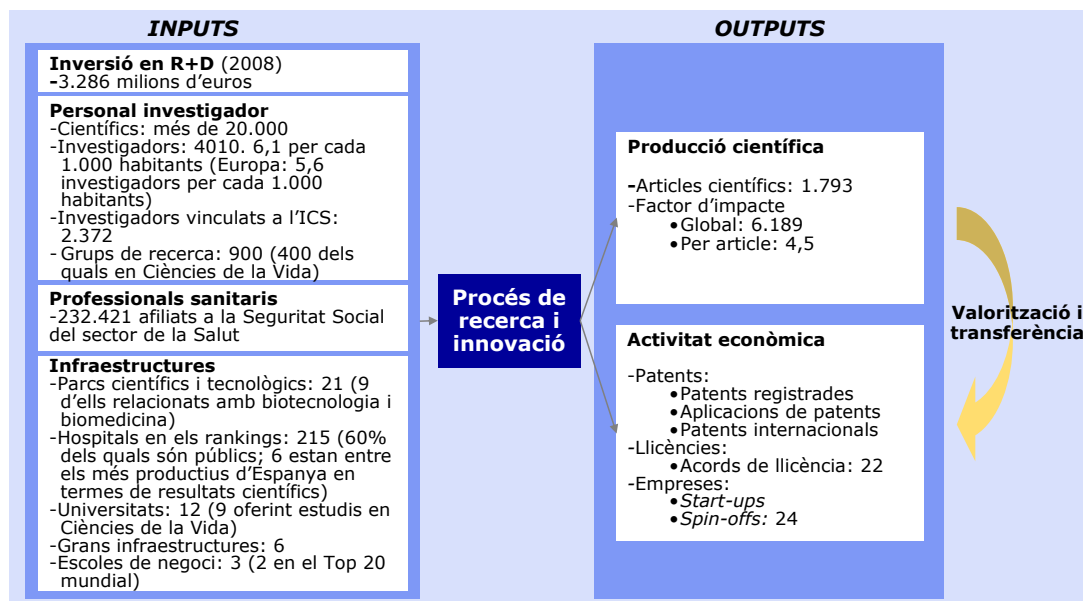 INPUTS
Inversió en R+D (2008)
-3.286 milions d'euros
Personal investigador
-Científics: més de 20.000
-Investigadors: 4010. 6,1 per cada
1.000 habitants (Europa: 5,6
investigadors per cada 1.000
habitants)
-Investigadors vinculats a l'ICS:
2.372
-Grups de recerca: 900 (400 dels
quals en Ciències de la Vida)
Professionals sanitaris
-232.421 afiliats a la Seguritat Social
del sector de la Salut
Infraestructures
-Parcs científics i tecnològics: 21 (9
d'ells relacionats amb biotecnologia i
biomedicina)
-Hospitals en els rankings: 215 (60%
dels quals són públics; 6 estan entre
els més productius d'Espanya en
termes de resultats científics)
-Universitats: 12 (9 oferint estudis en
Ciències de la Vida)
-Grans infraestructures: 6
-Escoles de negoci: 3 (2 en el Top 20
mundial)
Procés de
recerca i
innovació
OUTPUTS
Producció científica
-Articles científics: 1.793
-Factor d'impacte
•Global: 6.189
•Per article: 4,5
Activitat econòmica
-Patents:
•Patents registrades
•Aplicacions de patents
•Patents internacionals
-Llicències:
•Acords de llicència: 22
-Empreses:
•Start-ups
•Spin-offs: 24
Valorització i
transferència